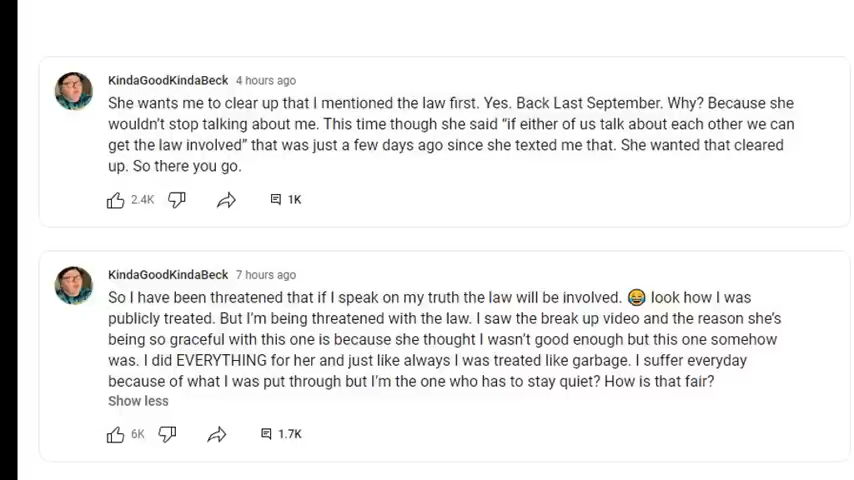 KindaGoodKindaBeck 4 hours ago
She wants me to clear up that I mentioned the law first. Yes. Back Last September. Why? Because she
wouldn't stop talking about me. This time though she said “if either of us talk about each other we can
get the law involved” that was just a few days ago since she texted me that. She wanted that cleared
up. So there you go.
2.4K 1K
KindaGoodKindaBeck 7 hours ago
So I have been threatened that if I speak on my truth the law will be involved. 😂 look how I was
publicly treated. But I'm being threatened with the law. I saw the break up video and the reason she's
being so graceful with this one is because she thought I wasn't good enough but this one somehow
was. I did EVERYTHING for her and just like always I was treated like garbage. I suffer everyday
because of what I was put through but I'm the one who has to stay quiet? How is that fair?
Show less
6K 1.7K